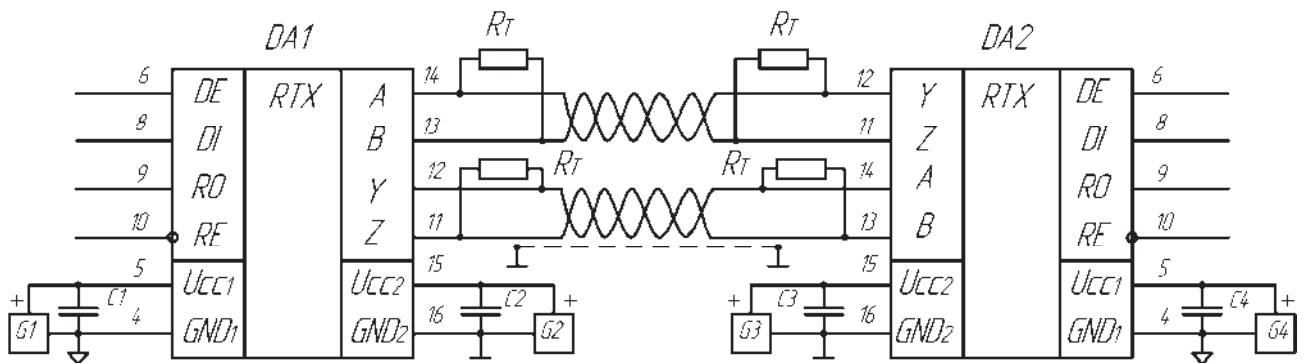 DA1 RT RT DA2
6 DE RTX A 14 12 Y RTX DE 6
8 DI B 13 11 Z DI 8
9 RO Y 12 RT RT 14 A RO 9
10 RE Z 11 13 B RE 10
5 UCC1 UCC2 15 15 UCC2 UCC1 5
+ G1 C1 C2 + G2 + G3 C3 C4 + G4
4 GND1 GND2 16 16 GND2 GND1 4